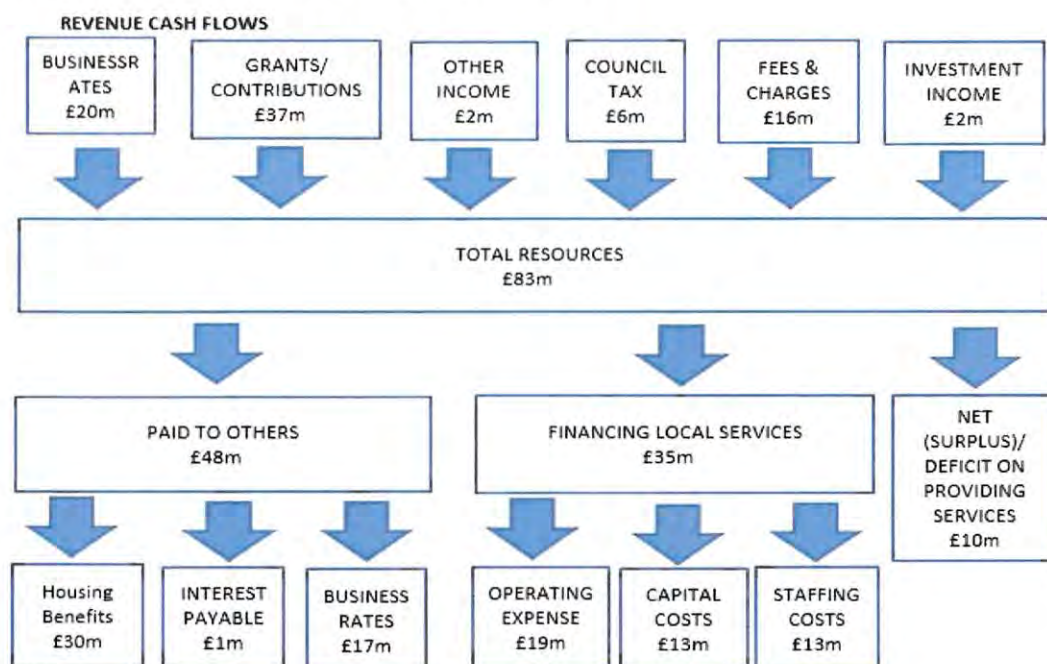 REVENUE CASH FLOWS
BUSINESSR
ATES
£20m
GRANTS/
CONTRIBUTIONS
£37m
OTHER
INCOME
£2m
COUNCIL
TAX
£6m
FEES &
CHARGES
£16m
INVESTMENT
INCOME
£2m
TOTAL RESOURCES
£83m
PAID TO OTHERS
£48m
FINANCING LOCAL SERVICES
£35m
NET
(SURPLUS)/
DEFICIT ON
PROVIDING
SERVICES
£10m
Housing
Benefits
£30m
INTEREST
PAYABLE
£1m
BUSINESS
RATES
£17m
OPERATING
EXPENSE
£19m
CAPITAL
COSTS
£13m
STAFFING
COSTS
£13m